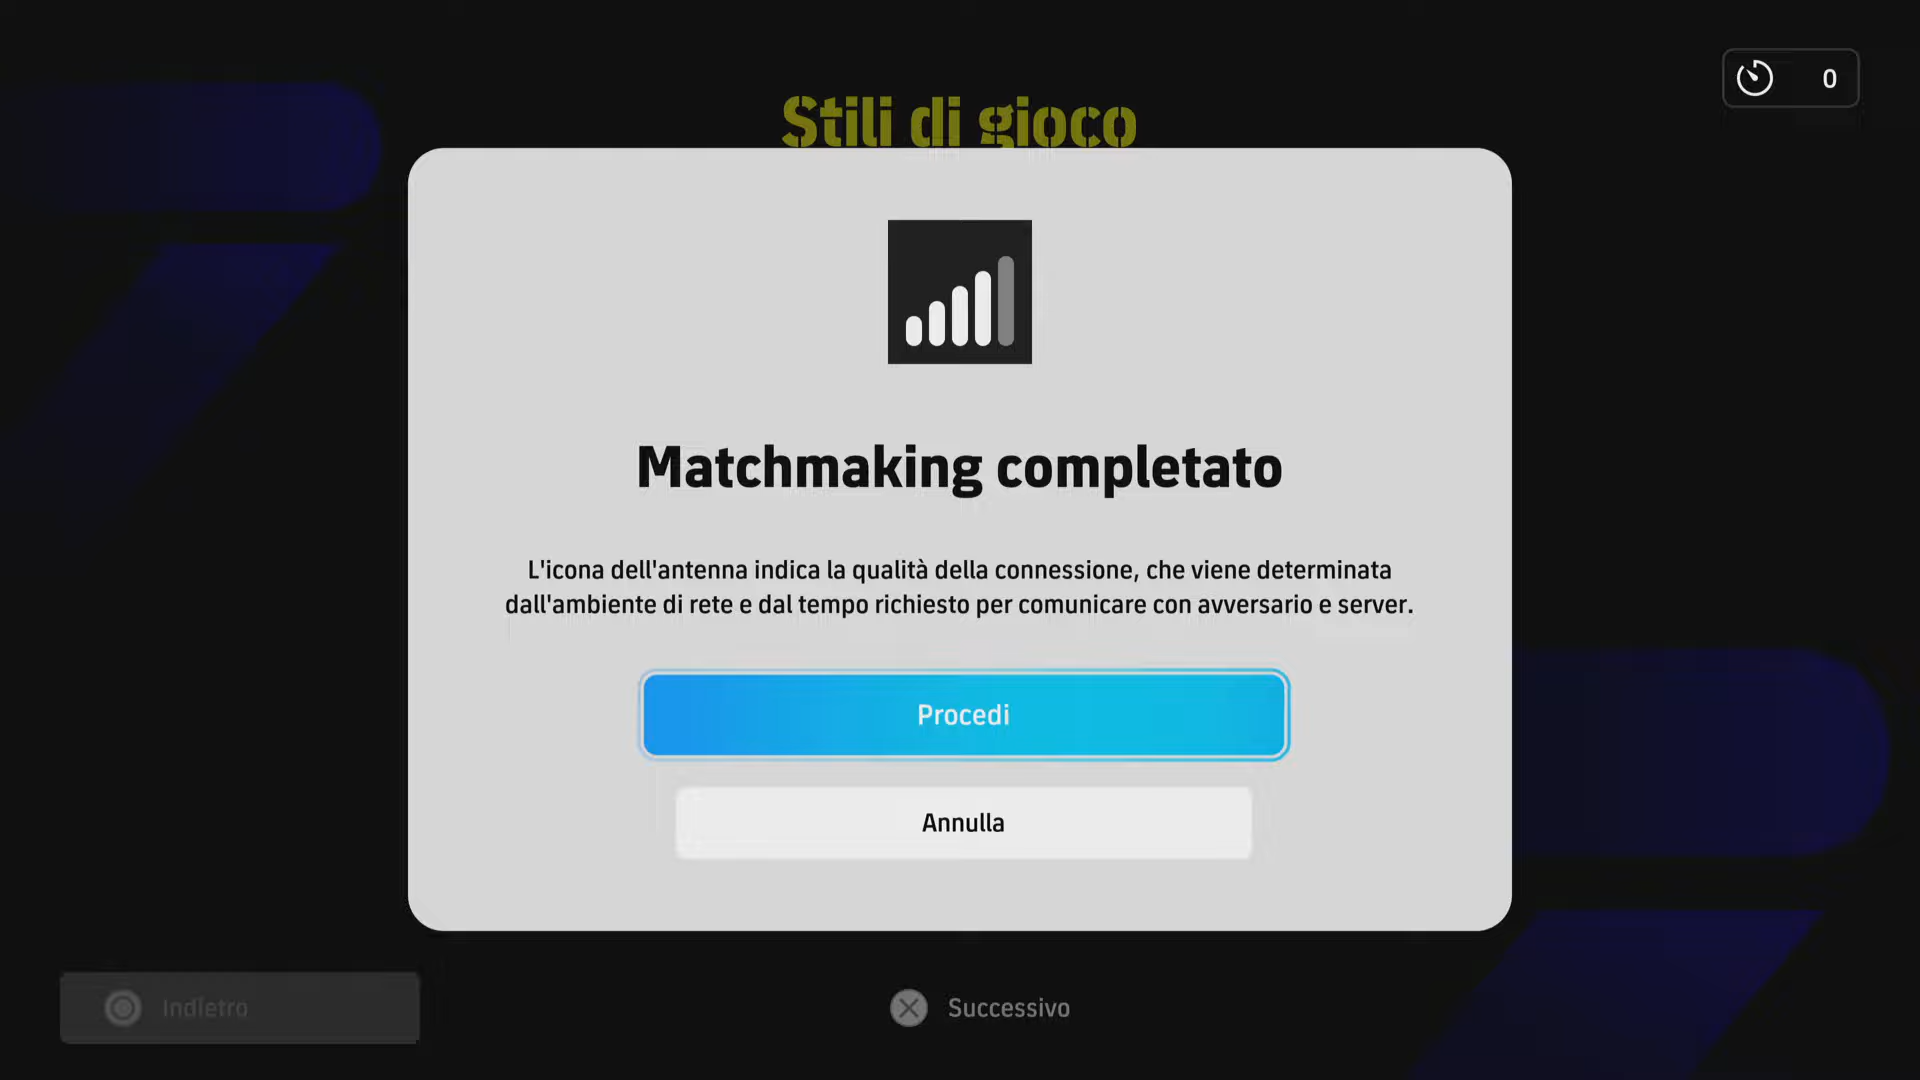 0
Stili di gioco
Matchmaking completato
L'icona dell'antenna indica la qualità della connessione, che viene determinata
dall'ambiente di rete e dal tempo richiesto per comunicare con avversario e server.
Procedi
Annulla
Indietro
Successivo